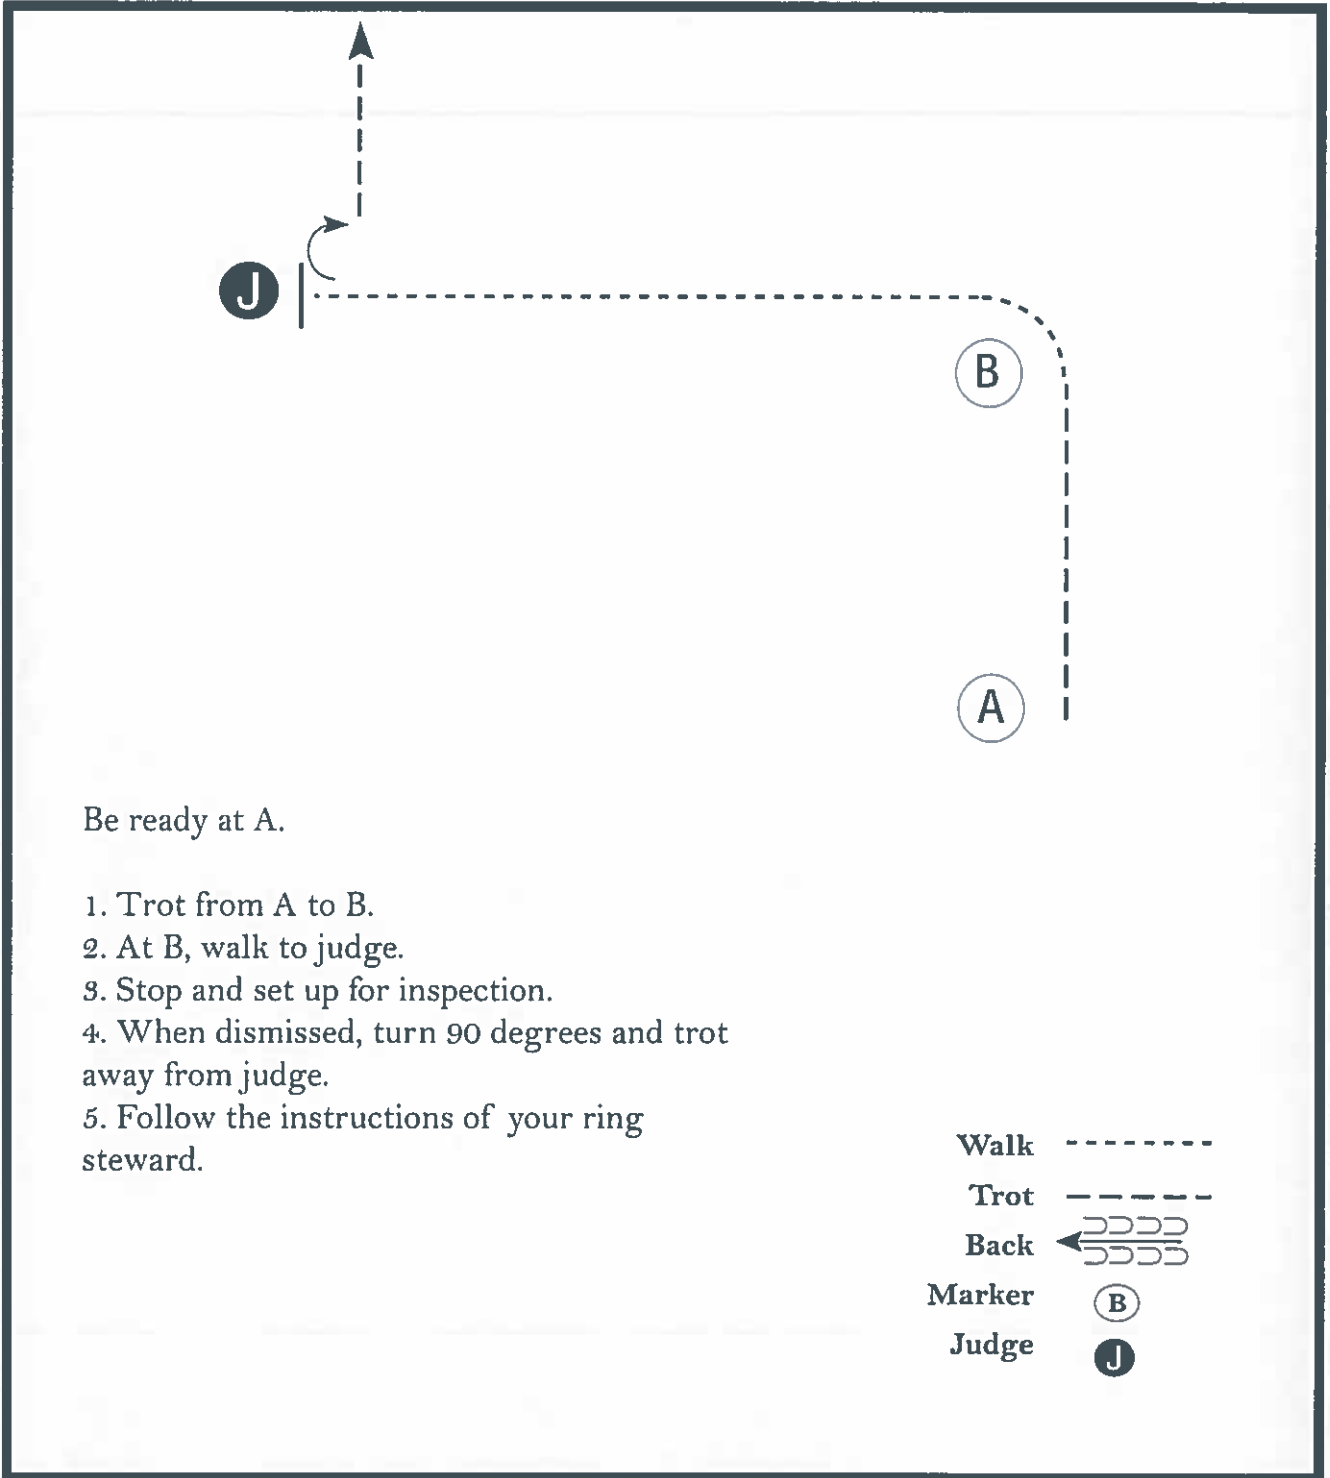 J
B
A
Be ready at A.
1. Trot from A to B.
2. At B, walk to judge.
3. Stop and set up for inspection.
4. When dismissed, turn 90 degrees and trot
away from judge.
5. Follow the instructions of your ring
steward.
Walk
Trot
Back
Marker B
Judge J